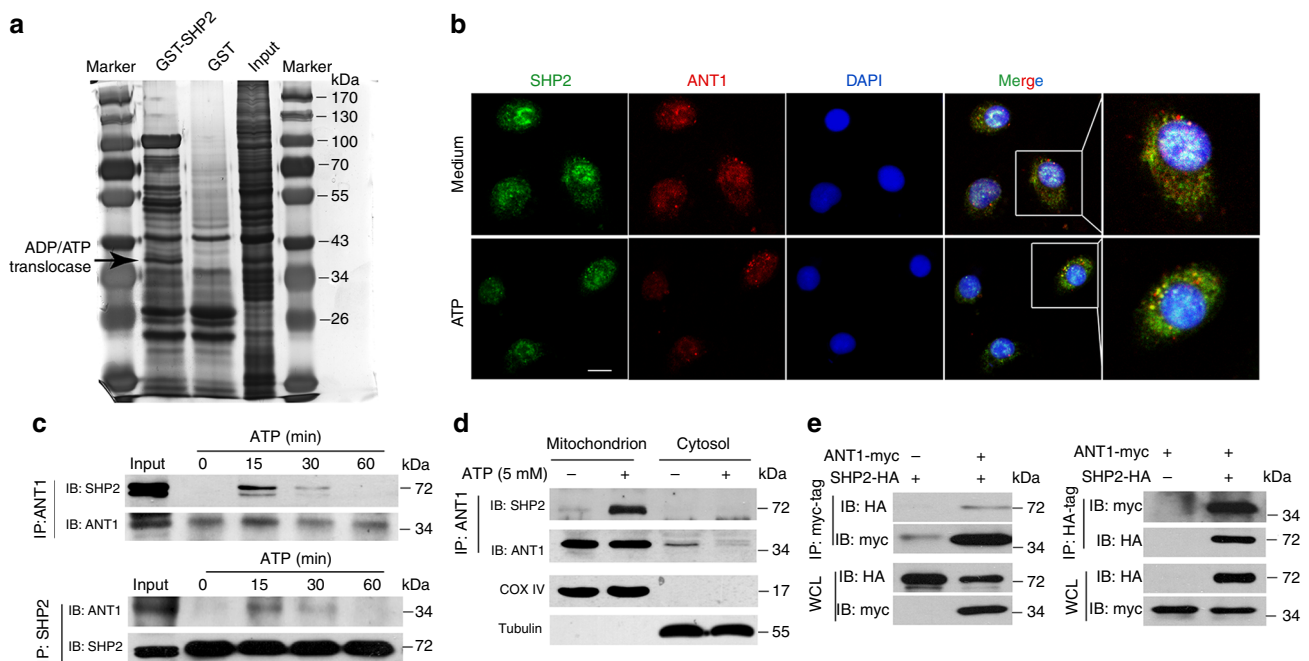 a
Marker GST-SHP2 GST Input Marker
kDa
170
130
100
70
55
43
34
26
ADP/ATP
translocase
b
SHP2 ANT1 DAPI Merge
Medium
ATP
c
ATP (min)
Input 0 15 30 60 kDa
IP:ANT1
IB: SHP2 72
IB: ANT1 34
ATP (min)
Input 0 15 30 60 kDa
P: SHP2
IB: ANT1 34
IB: SHP2 72
d
Mitochondrion Cytosol
ATP (5 mM) – + – + kDa
IP: ANT1
IB: SHP2 72
IB: ANT1 34
COX IV 17
Tubulin 55
e
ANT1-myc – +
SHP2-HA + + kDa
IP: myc-tag
IB: HA 72
IB: myc 34
WCL
IB: HA 72
IB: myc 34
ANT1-myc + +
SHP2-HA – + kDa
IP: HA-tag
IB: myc 34
IB: HA 72
WCL
IB: HA 72
IB: myc 34